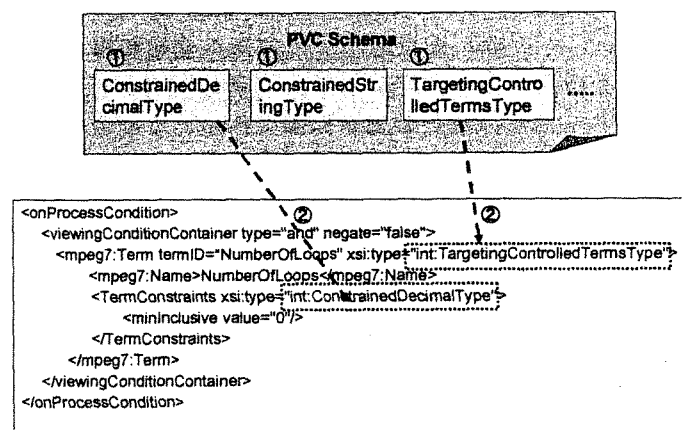 PVC Schema
① ① ①
ConstrainedDe
cimalType
ConstrainedStr
ingType
TargetingContro
lledTermsType
.....
② ②
<onProcessCondition>
<viewingConditionContainer type="and" negate="false">
<mpeg7:Term termID="NumberOfLoops" xsi:type="int:TargetingControlledTermsType">
<mpeg7:Name>NumberOfLoops</mpeg7:Name>
<TermConstraints xsi:type="int:ConstrainedDecimalType">
<minInclusive value="0"/>
</TermConstraints>
</mpeg7:Term>
</viewingConditionContainer>
</onProcessCondition>